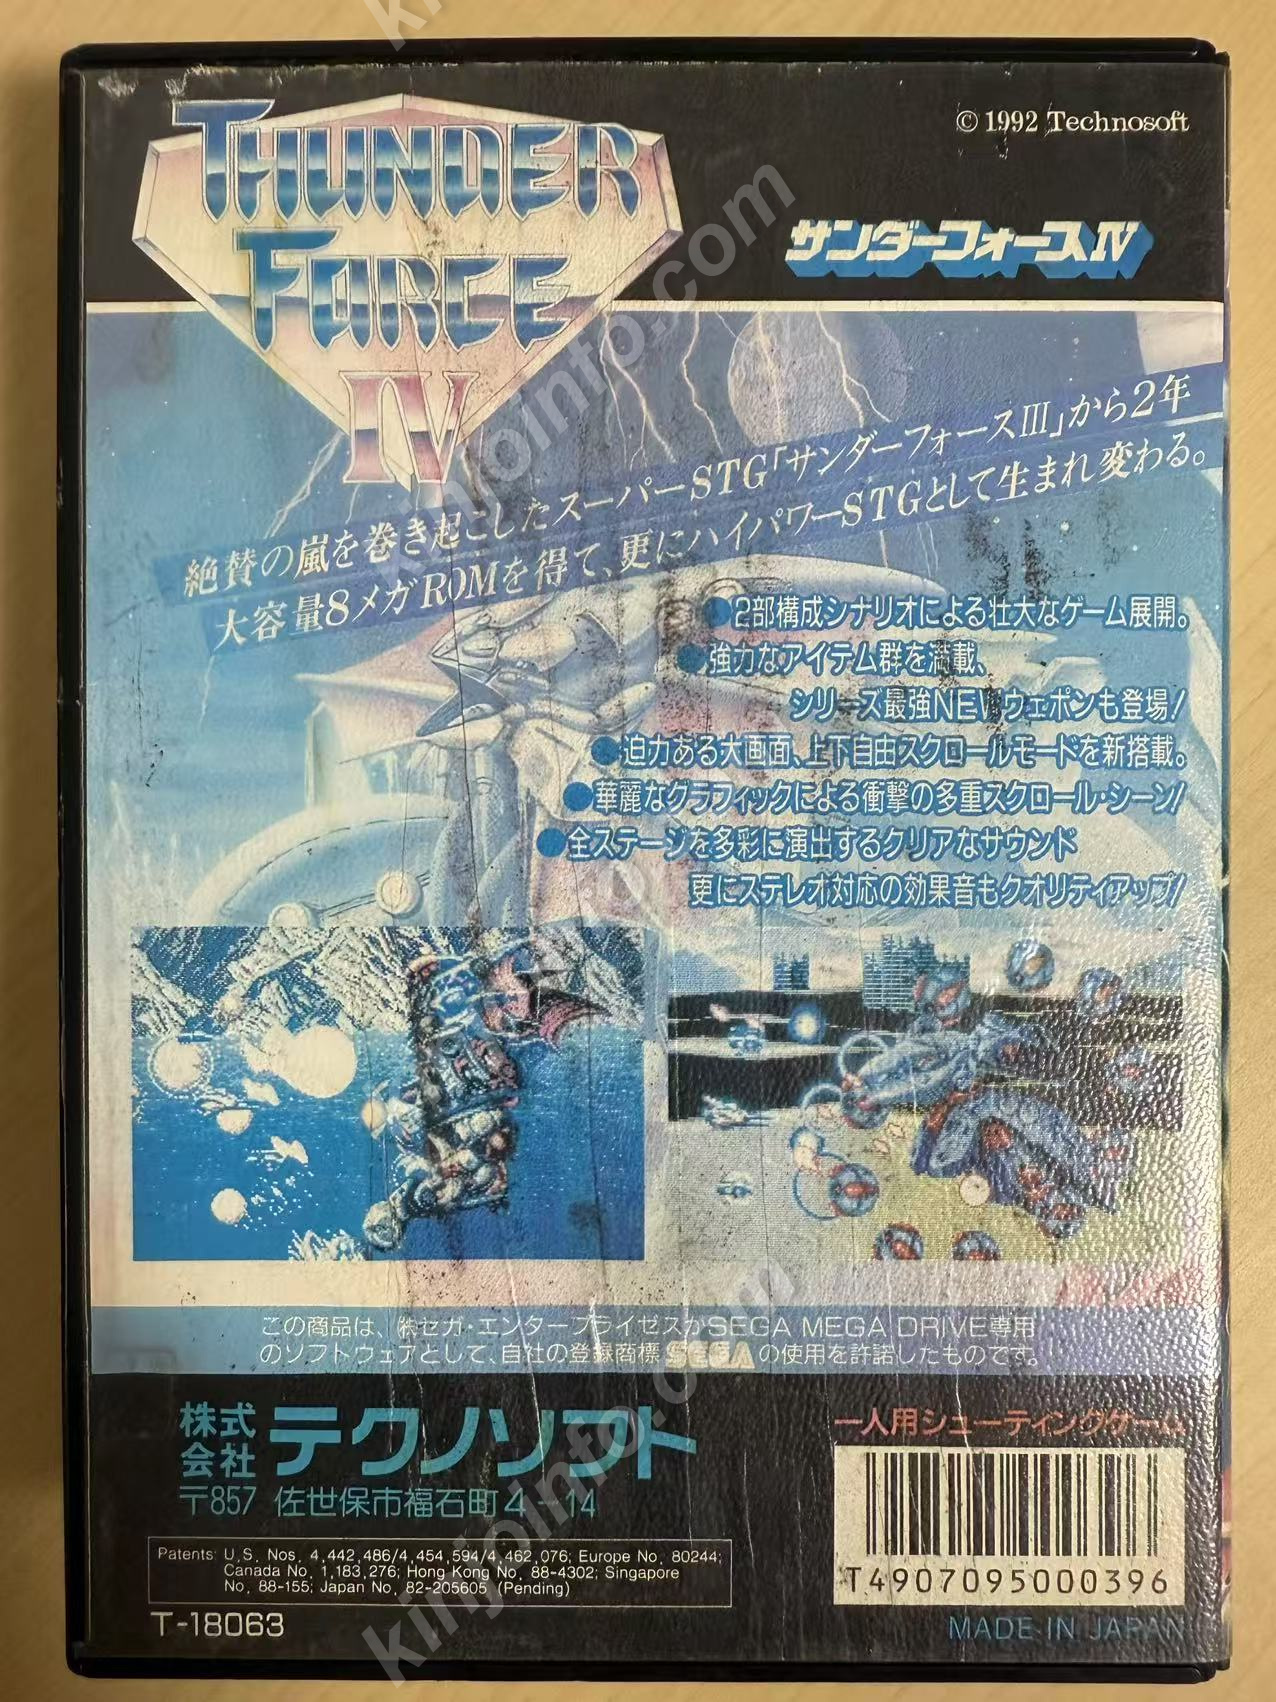 THUNDER
FORCE
IV
© 1992 Technosoft
サンダーフォースIV
絶賛の嵐を巻き起こしたスーパーSTG「サンダーフォースIII」から2年
大容量8メガROMを得て、更にハイパワーSTGとして生まれ変わる。
●2部構成シナリオによる壮大なゲーム展開。
●強力なアイテム群を満載、
シリーズ最強NEWウェポンも登場!
●迫力ある大画面、上下自由スクロールモードを新搭載。
●華麗なグラフィックによる衝撃の多重スクロール・シーン!
●全ステージを多彩に演出するクリアなサウンド
更にステレオ対応の効果音もクオリティアップ!
この商品は、㈱セガ・エンタープライゼスがSEGA MEGA DRIVE専用
のソフトウェアとして、自社の登録商標 SEGA の使用を許諾したものです。
株式会社 テクノソフト
〒857 佐世保市福石町4-14
一人用シューティングゲーム
Patents: U.S. Nos. 4,442,486/4,454,594/4,462,076; Europe No. 80244;
Canada No. 1,183,276; Hong Kong No. 88-4302; Singapore
No. 88-155; Japan No. 82-205605 (Pending)
T-18063
T4907095000396
MADE IN JAPAN
kinjoinfo.com
kinjoinfo.com
kinjoinfo.com
kinjoinfo.com